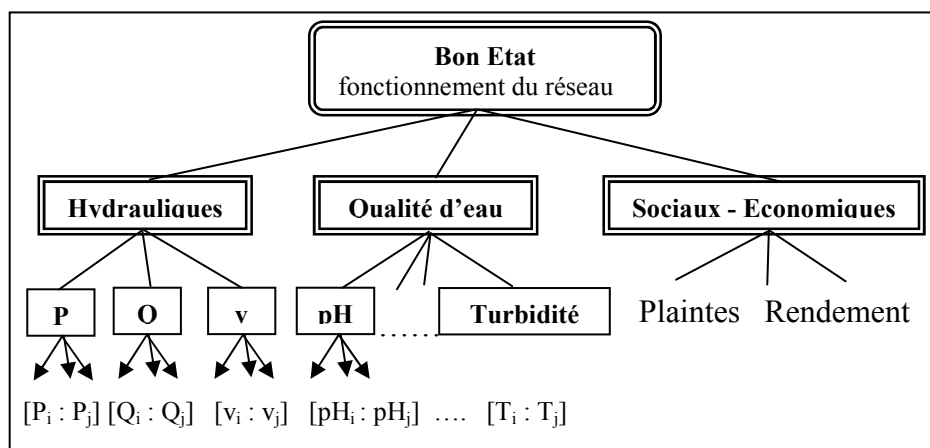 Bon Etat
fonctionnement du réseau
Hydrauliques Qualité d'eau Sociaux - Economiques
P Q v pH ...... Turbidité Plaintes Rendement
[Pi : Pj] [Qi : Qj] [vi : vj] [pHi : pHj] .... [Ti : Tj]